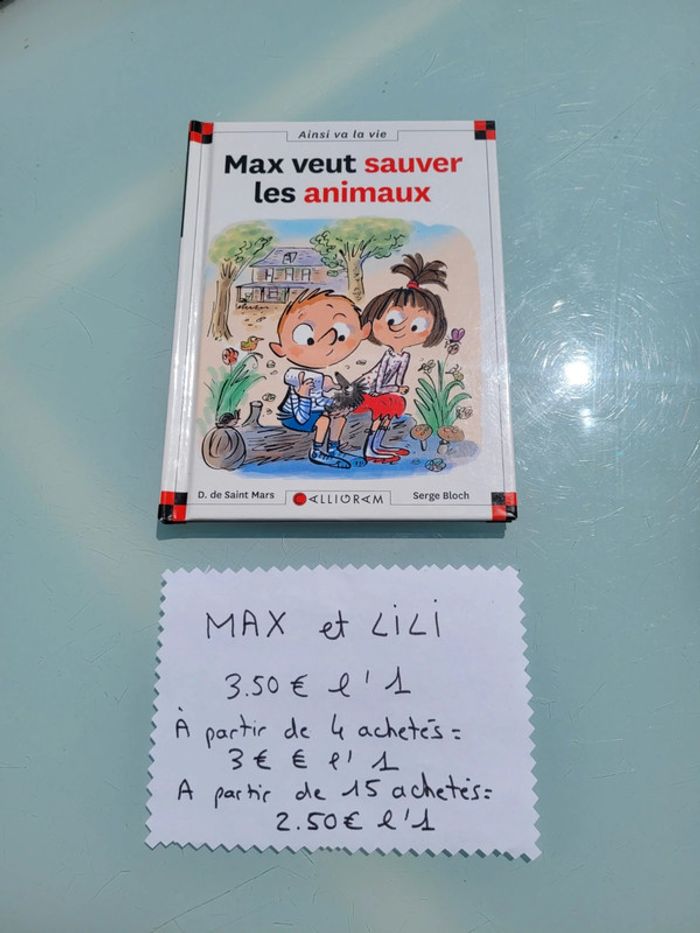 Ainsi va la vie
Max veut sauver
les animaux
D. de Saint Mars
CALLIGRAM
Serge Bloch
MAX et LiLi
3.50 € l'1
À partir de 4 achetés =
3 € € l'1
A partir de 15 achetés =
2.50 € l'1